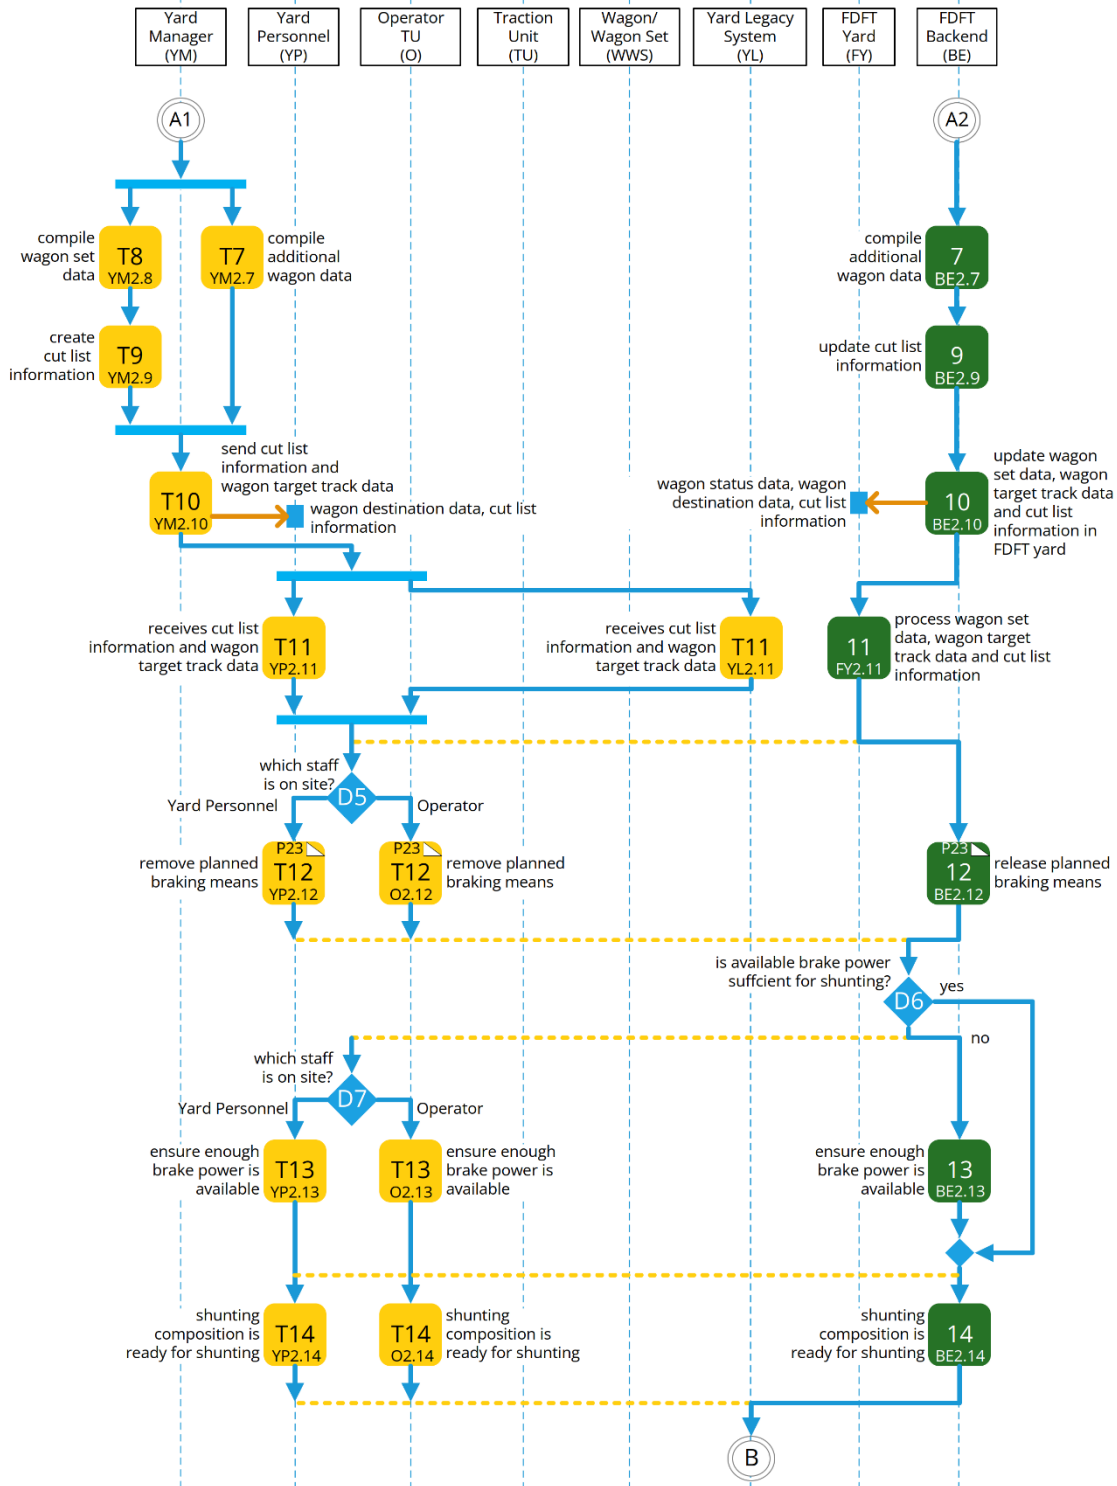 Yard
Manager
(YM)
Yard
Personnel
(YP)
Operator
TU
(O)
Traction
Unit
(TU)
Wagon/
Wagon Set
(WWS)
Yard Legacy
System
(YL)
FDFT
Yard
(FY)
FDFT
Backend
(BE)
A1
A2
compile
wagon set
data
T8
YM2.8
T7
YM2.7
compile
additional
wagon data
compile
additional
wagon data
7
BE2.7
create
cut list
information
T9
YM2.9
update cut list
information
9
BE2.9
send cut list
information and
wagon target track data
T10
YM2.10
wagon destination data, cut list
information
wagon status data, wagon
destination data, cut list
information
10
BE2.10
update wagon
set data, wagon
target track data
and cut list
information in
FDFT yard
receives cut list
information and wagon
target track data
T11
YP2.11
receives cut list
information and wagon
target track data
T11
YL2.11
11
FY2.11
process wagon set
data, wagon target
track data and cut list
information
which staff
is on site?
D5
Yard Personnel
Operator
remove planned
braking means
P23
T12
YP2.12
P23
T12
O2.12
remove planned
braking means
P23
12
BE2.12
release planned
braking means
is available brake power
suffcient for shunting?
D6
yes
no
which staff
is on site?
D7
Yard Personnel
Operator
ensure enough
brake power is
available
T13
YP2.13
T13
O2.13
ensure enough
brake power is
available
ensure enough
brake power is
available
13
BE2.13
shunting
composition is
ready for shunting
T14
YP2.14
T14
O2.14
shunting
composition is
ready for shunting
shunting
composition is
ready for shunting
14
BE2.14
B